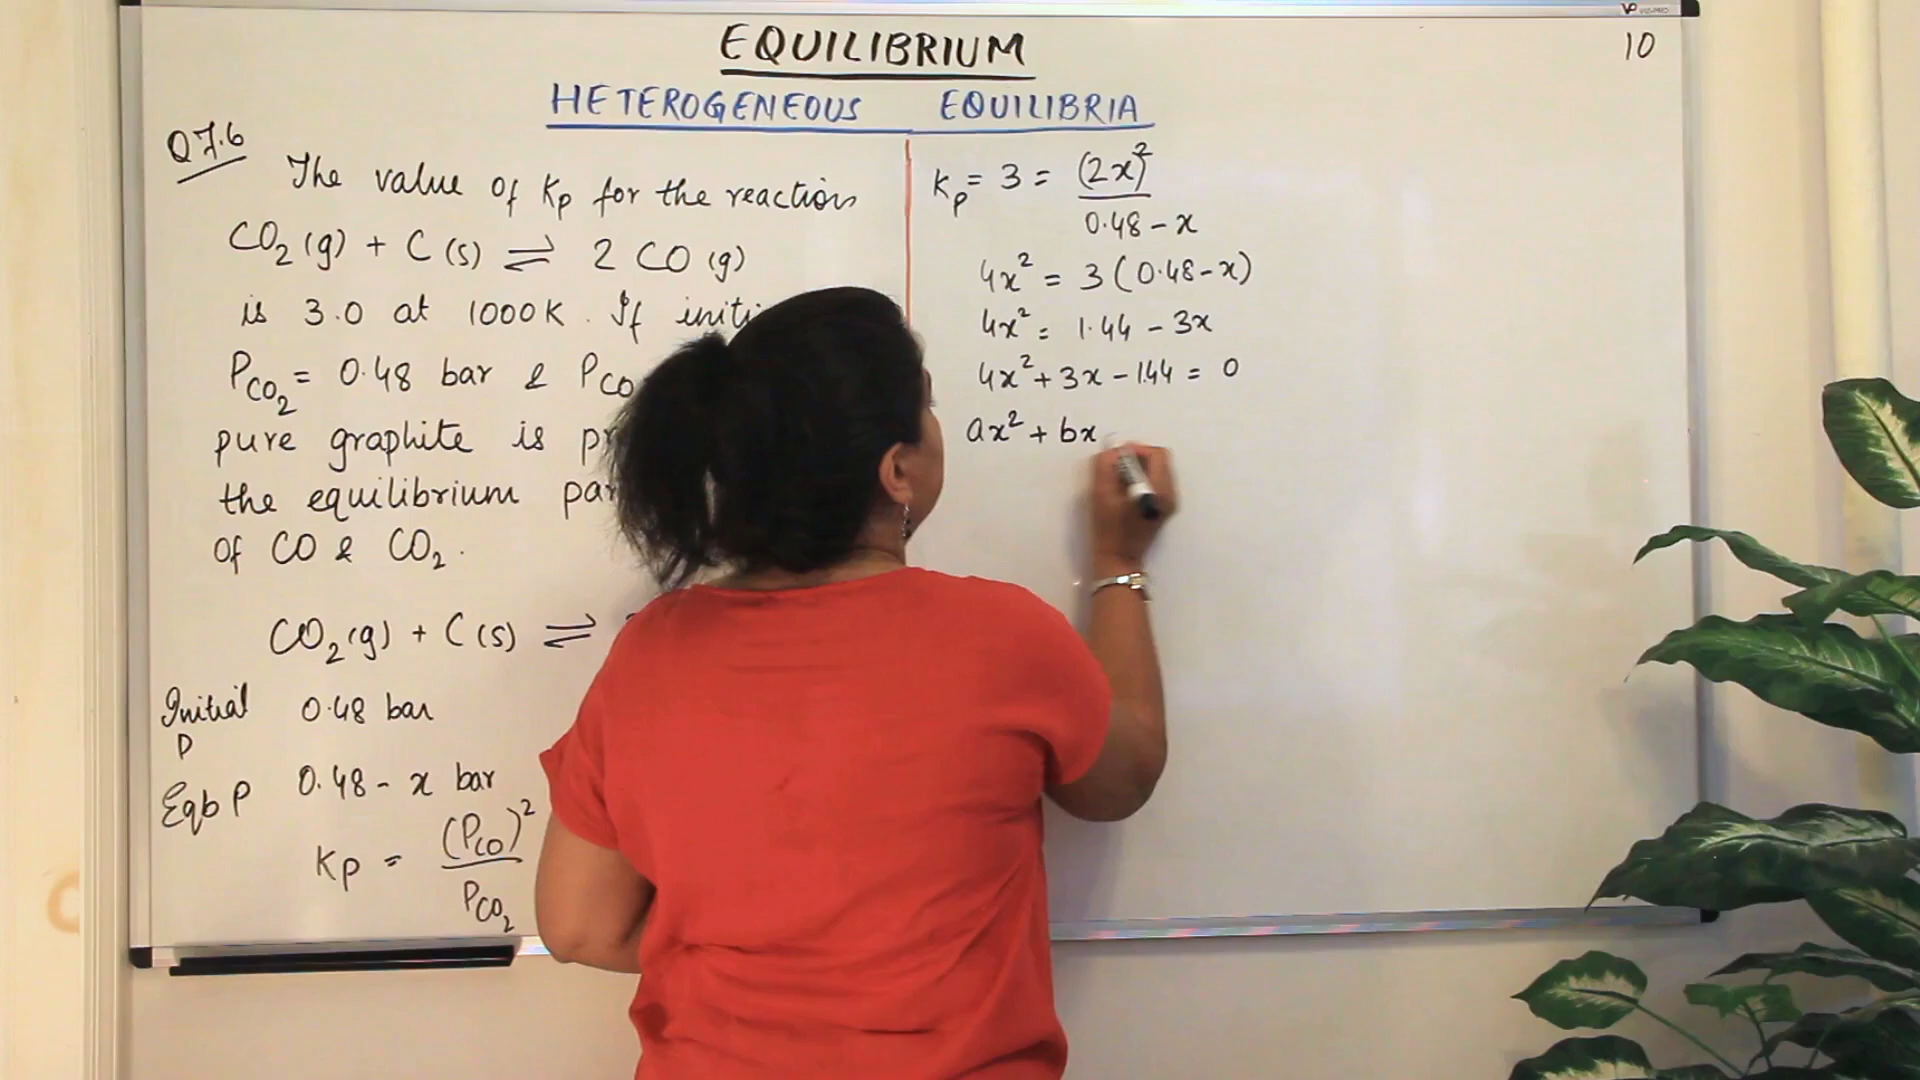 EQUILIBRIUM
10
HETEROGENEOUS EQUILIBRIA
Q 7.6
The value of Kp for the reaction
CO₂(g) + C(s) ⇌ 2 CO(g)
is 3.0 at 1000K. If
P_CO₂ = 0.48 bar & P_CO
pure graphite is
the equilibrium
of CO & CO₂.
CO₂(g) + C(s) ⇌
Initial P 0.48 bar
Eqb P 0.48 - x bar
Kp = (P_CO)² / P_CO₂
Kp = 3 = (2x)² / 0.48 - x
4x² = 3(0.48-x)
4x² = 1.44 - 3x
4x² + 3x - 1.44 = 0
ax² + bx